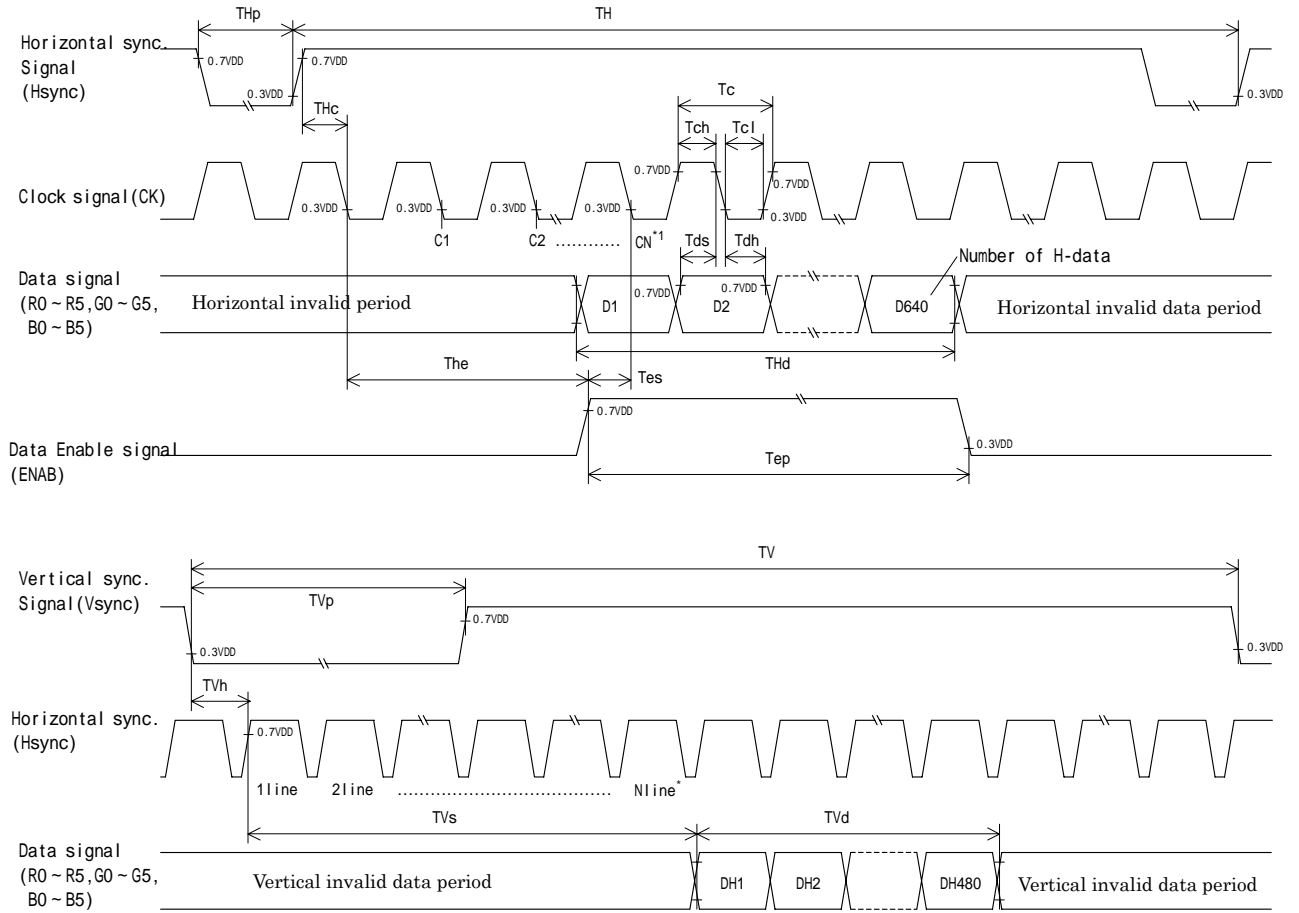 THp
TH
Horizontal sync.
Signal
(Hsync)
0.7VDD
0.7VDD
0.3VDD
0.3VDD
THc
Tc
Tch
Tcl
Clock signal(CK)
0.7VDD
0.7VDD
0.3VDD
0.3VDD
0.3VDD
0.3VDD
0.3VDD
C1
C2
............
CN*1
Tds
Tdh
Number of H-data
Data signal
(R0~R5,G0~G5,
B0~B5)
Horizontal invalid period
D1
0.7VDD
D2
0.7VDD
D640
Horizontal invalid data period
THd
The
Tes
0.7VDD
Data Enable signal
(ENAB)
0.3VDD
Tep
TV
Vertical sync.
Signal(Vsync)
TVp
0.7VDD
0.3VDD
0.3VDD
TVh
Horizontal sync.
(Hsync)
0.7VDD
1line
2line
........................................
Nline*
TVs
TVd
Data signal
(R0~R5,G0~G5,
B0~B5)
Vertical invalid data period
DH1
DH2
DH480
Vertical invalid data period